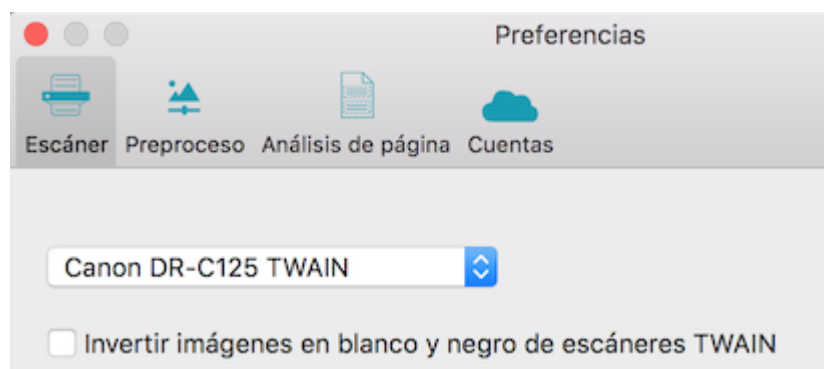 Preferencias
Escáner Preproceso Análisis de página Cuentas
Canon DR-C125 TWAIN
Invertir imágenes en blanco y negro de escáneres TWAIN